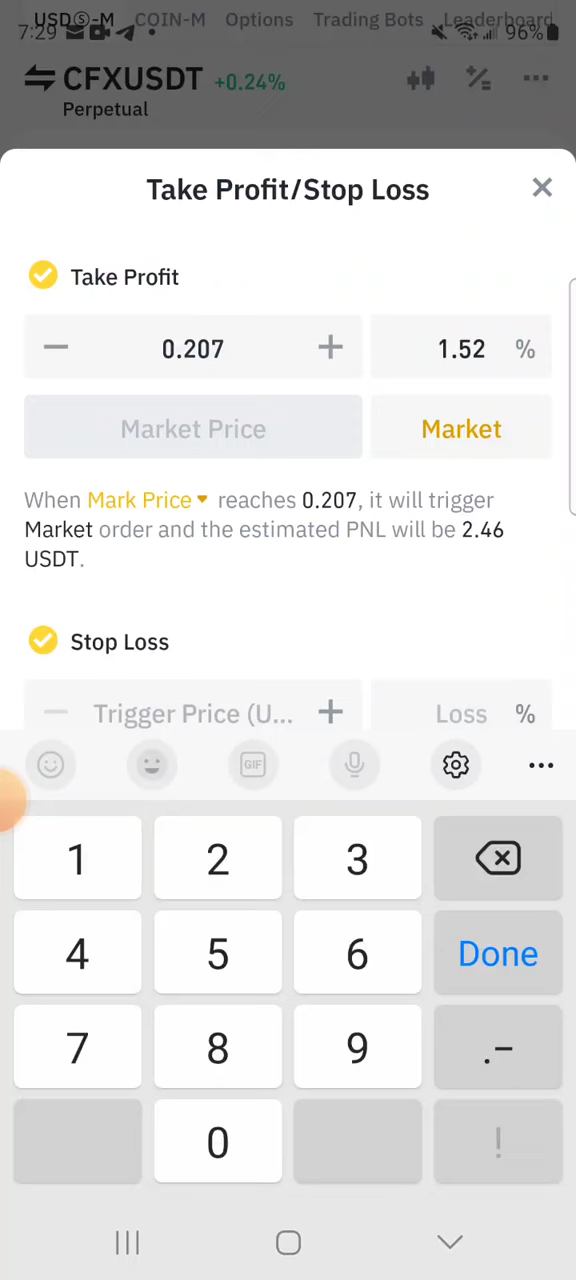 USDⓈ-M COIN-M Options Trading Bots Leaderboard
7:29 96%
CFXUSDT +0.24%
Perpetual
Take Profit/Stop Loss
Take Profit
− 0.207 + 1.52 %
Market Price Market
When Mark Price reaches 0.207, it will trigger
Market order and the estimated PNL will be 2.46
USDT.
Stop Loss
− Trigger Price (U... + Loss %
GIF
1 2 3
4 5 6 Done
7 8 9 .−
0 !